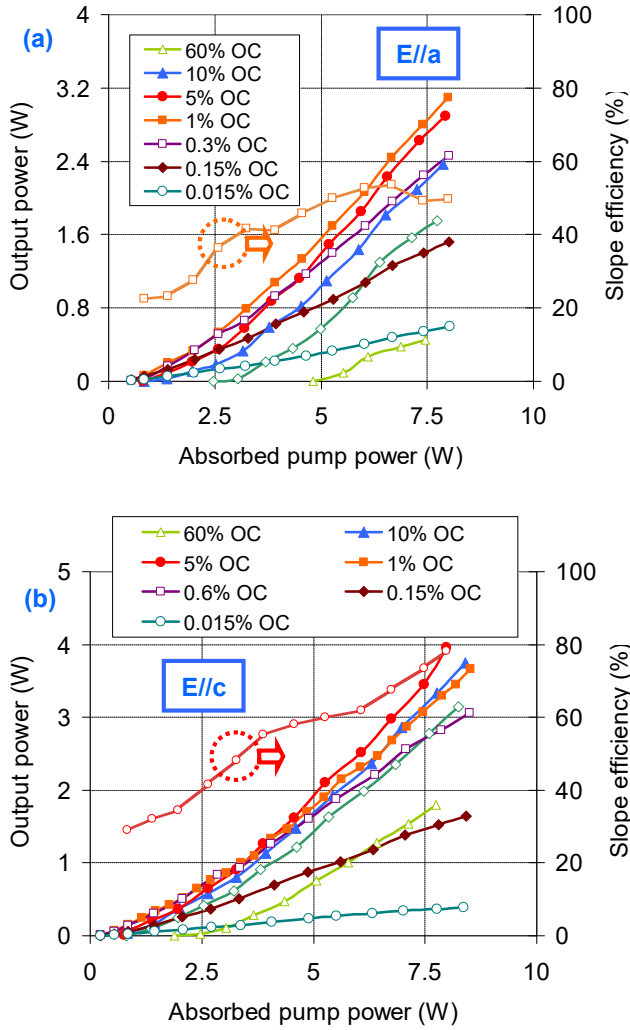 (a)
E//a
60% OC
10% OC
5% OC
1% OC
0.3% OC
0.15% OC
0.015% OC
4
3.2
2.4
1.6
0.8
0
Output power (W)
100
80
60
40
20
0
Slope efficiency (%)
0 2.5 5 7.5 10
Absorbed pump power (W)
(b)
E//c
60% OC 10% OC
5% OC 1% OC
0.6% OC 0.15% OC
0.015% OC
5
4
3
2
1
0
Output power (W)
100
80
60
40
20
0
Slope efficiency (%)
0 2.5 5 7.5 10
Absorbed pump power (W)